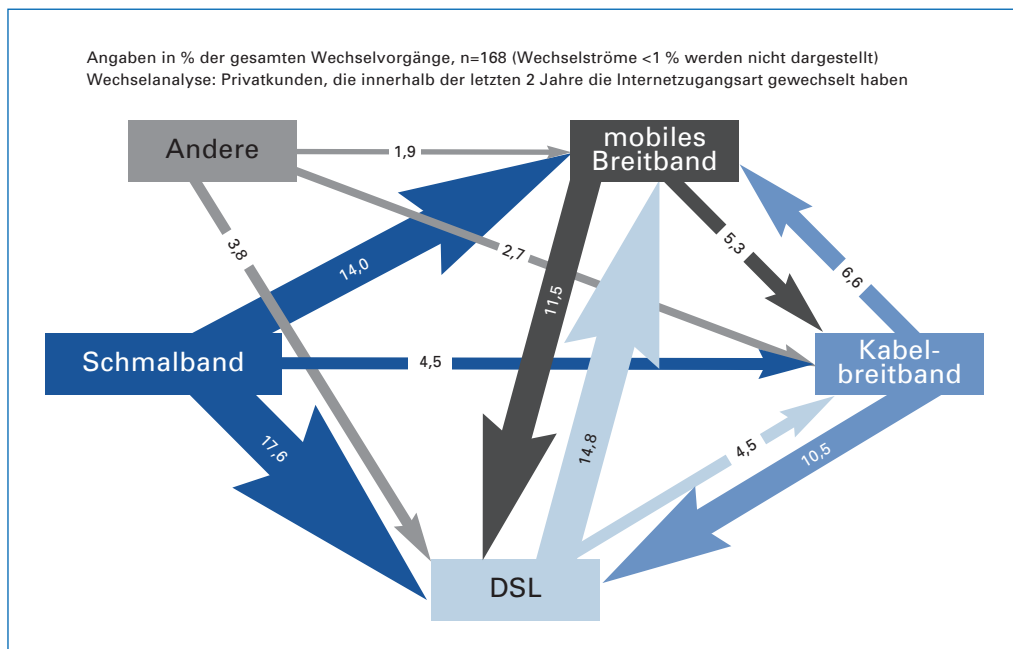 Angaben in % der gesamten Wechselvorgänge, n=168 (Wechselströme <1 % werden nicht dargestellt)
Wechselanalyse: Privatkunden, die innerhalb der letzten 2 Jahre die Internetzugangsart gewechselt haben
Andere
mobiles
Breitband
1,9
3,8
14,0
2,7
5,3
6,6
11,5
Schmalband
4,5
Kabel-
breitband
17,6
14,8
4,5
10,5
DSL